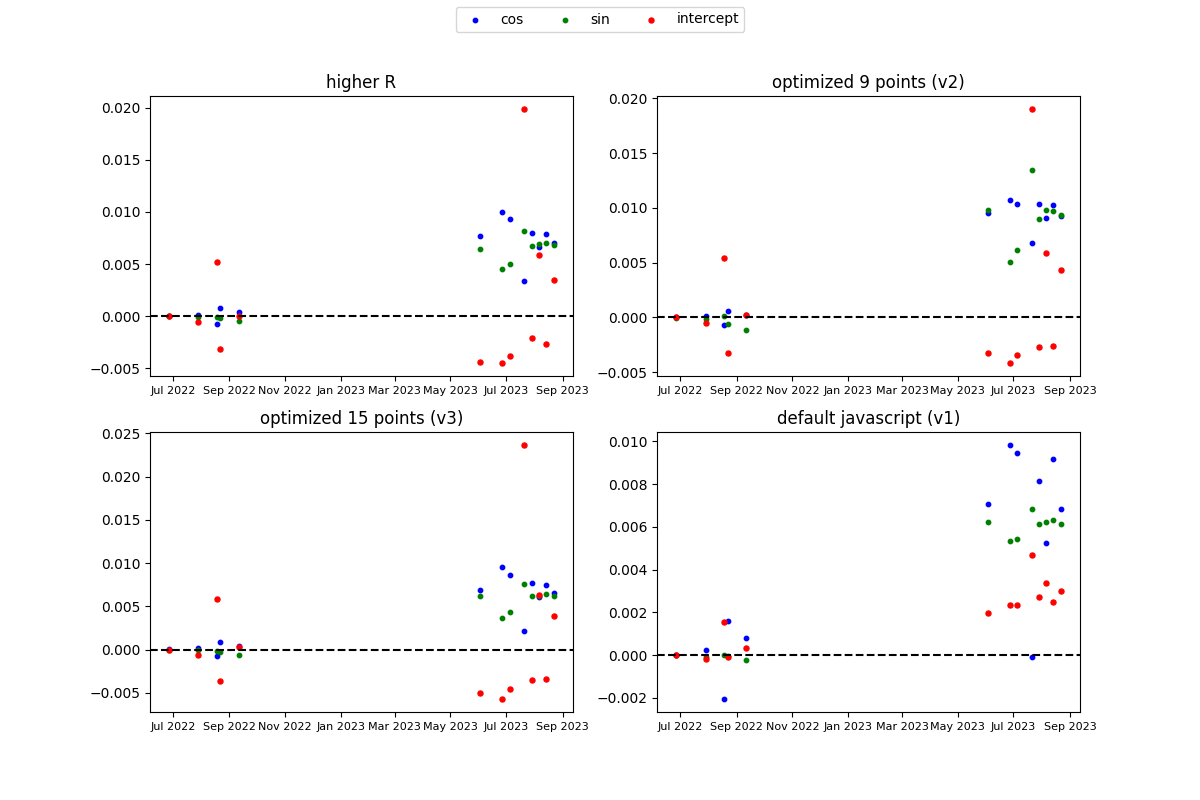 cos sin intercept
higher R
0.020
0.015
0.010
0.005
0.000
−0.005
Jul 2022 Sep 2022 Nov 2022 Jan 2023 Mar 2023 May 2023 Jul 2023 Sep 2023
optimized 9 points (v2)
0.020
0.015
0.010
0.005
0.000
−0.005
Jul 2022 Sep 2022 Nov 2022 Jan 2023 Mar 2023 May 2023 Jul 2023 Sep 2023
optimized 15 points (v3)
0.025
0.020
0.015
0.010
0.005
0.000
−0.005
Jul 2022 Sep 2022 Nov 2022 Jan 2023 Mar 2023 May 2023 Jul 2023 Sep 2023
default javascript (v1)
0.010
0.008
0.006
0.004
0.002
0.000
−0.002
Jul 2022 Sep 2022 Nov 2022 Jan 2023 Mar 2023 May 2023 Jul 2023 Sep 2023